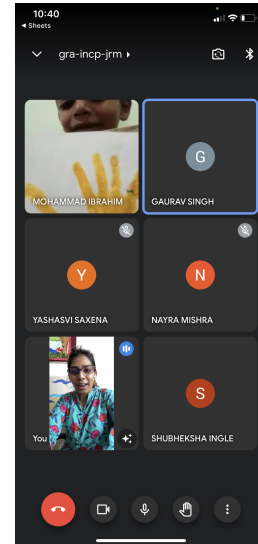 10:40
◀ Sheets
gra-incp-jrm ▸
MOHAMMAD IBRAHIM
G
GAURAV SINGH
Y
YASHASVI SAXENA
N
NAYRA MISHRA
You
S
SHUBHEKSHA INGLE